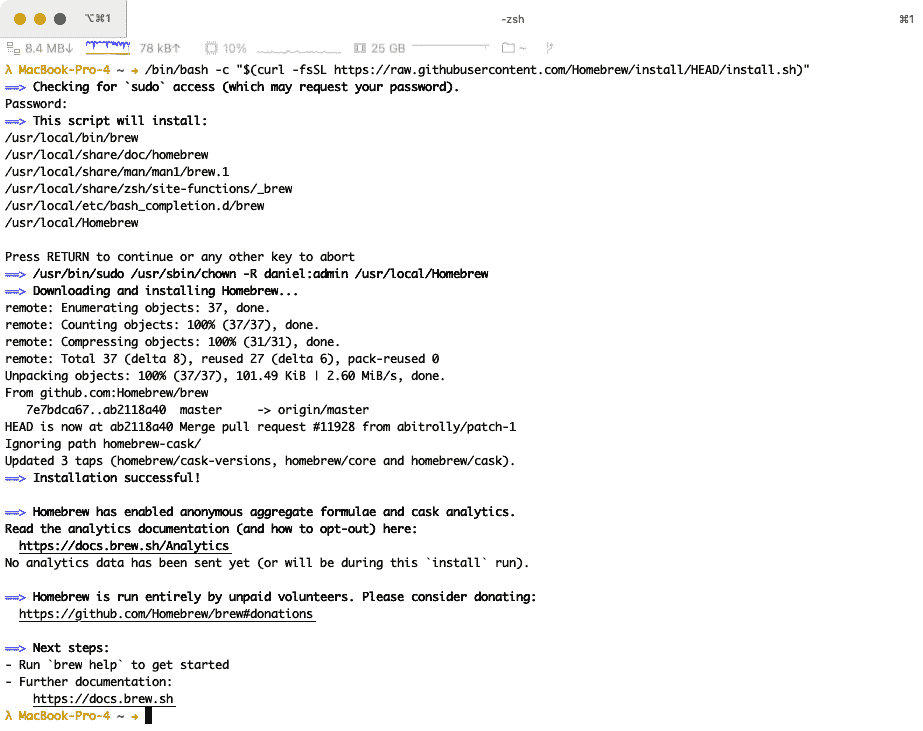 ⌥⌘1
-zsh
⌘1
8.4 MB↓ 78 kB↑ 10% 25 GB ~
λ MacBook-Pro-4 ~ → /bin/bash -c "$(curl -fsSL https://raw.githubusercontent.com/Homebrew/install/HEAD/install.sh)"
==> Checking for `sudo` access (which may request your password).
Password:
==> This script will install:
/usr/local/bin/brew
/usr/local/share/doc/homebrew
/usr/local/share/man/man1/brew.1
/usr/local/share/zsh/site-functions/_brew
/usr/local/etc/bash_completion.d/brew
/usr/local/Homebrew
Press RETURN to continue or any other key to abort
==> /usr/bin/sudo /usr/sbin/chown -R daniel:admin /usr/local/Homebrew
==> Downloading and installing Homebrew...
remote: Enumerating objects: 37, done.
remote: Counting objects: 100% (37/37), done.
remote: Compressing objects: 100% (31/31), done.
remote: Total 37 (delta 8), reused 27 (delta 6), pack-reused 0
Unpacking objects: 100% (37/37), 101.49 KiB | 2.60 MiB/s, done.
From github.com:Homebrew/brew
   7e7bdca67..ab2118a40  master     -> origin/master
HEAD is now at ab2118a40 Merge pull request #11928 from abitrolly/patch-1
Ignoring path homebrew-cask/
Updated 3 taps (homebrew/cask-versions, homebrew/core and homebrew/cask).
==> Installation successful!
==> Homebrew has enabled anonymous aggregate formulae and cask analytics.
Read the analytics documentation (and how to opt-out) here:
  https://docs.brew.sh/Analytics
No analytics data has been sent yet (or will be during this `install` run).
==> Homebrew is run entirely by unpaid volunteers. Please consider donating:
  https://github.com/Homebrew/brew#donations
==> Next steps:
- Run `brew help` to get started
- Further documentation:
    https://docs.brew.sh
λ MacBook-Pro-4 ~ →